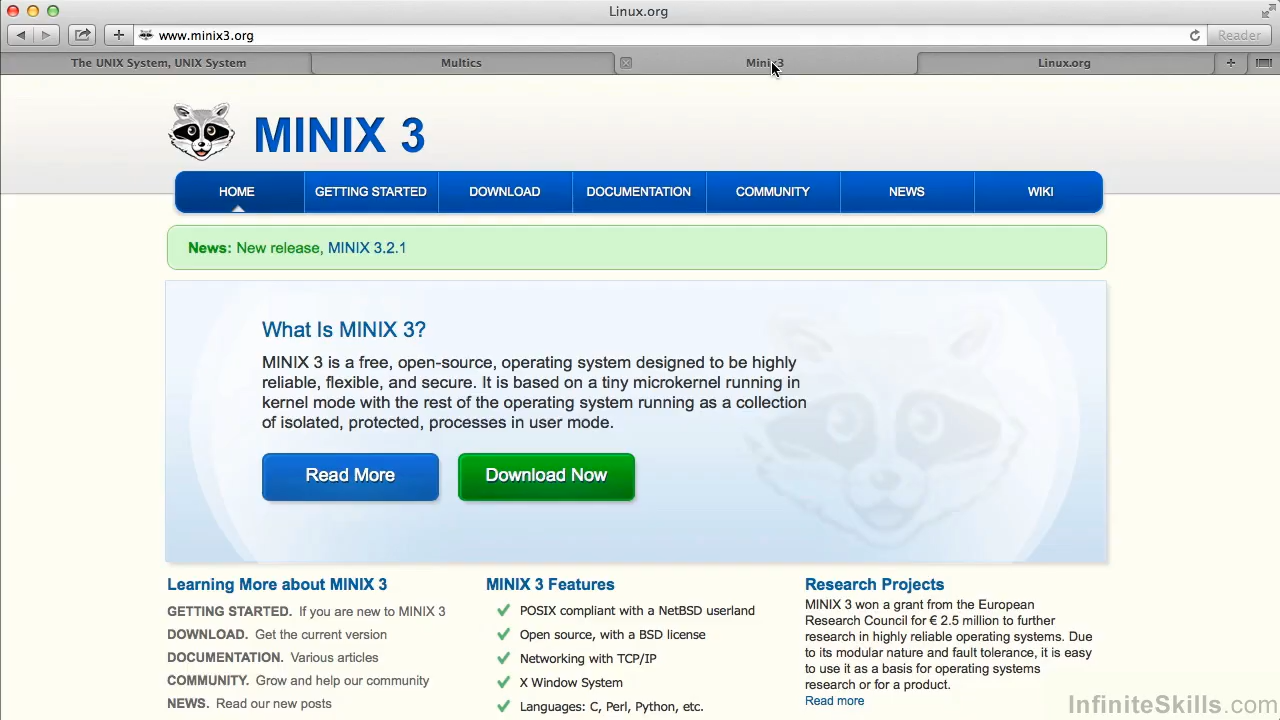 Linux.org
www.minix3.org
Reader
The UNIX System, UNIX System
Multics
Minix3
Linux.org
MINIX 3
HOME
GETTING STARTED
DOWNLOAD
DOCUMENTATION
COMMUNITY
NEWS
WIKI
News: New release, MINIX 3.2.1
What Is MINIX 3?
MINIX 3 is a free, open-source, operating system designed to be highly
reliable, flexible, and secure. It is based on a tiny microkernel running in
kernel mode with the rest of the operating system running as a collection
of isolated, protected, processes in user mode.
Read More
Download Now
Learning More about MINIX 3
GETTING STARTED. If you are new to MINIX 3
DOWNLOAD. Get the current version
DOCUMENTATION. Various articles
COMMUNITY. Grow and help our community
NEWS. Read our new posts
MINIX 3 Features
POSIX compliant with a NetBSD userland
Open source, with a BSD license
Networking with TCP/IP
X Window System
Languages: C, Perl, Python, etc.
Research Projects
MINIX 3 won a grant from the European
Research Council for € 2.5 million to further
research in highly reliable operating systems. Due
to its modular nature and fault tolerance, it is easy
to use it as a basis for operating systems
research or for a product.
Read more
InfiniteSkills.com